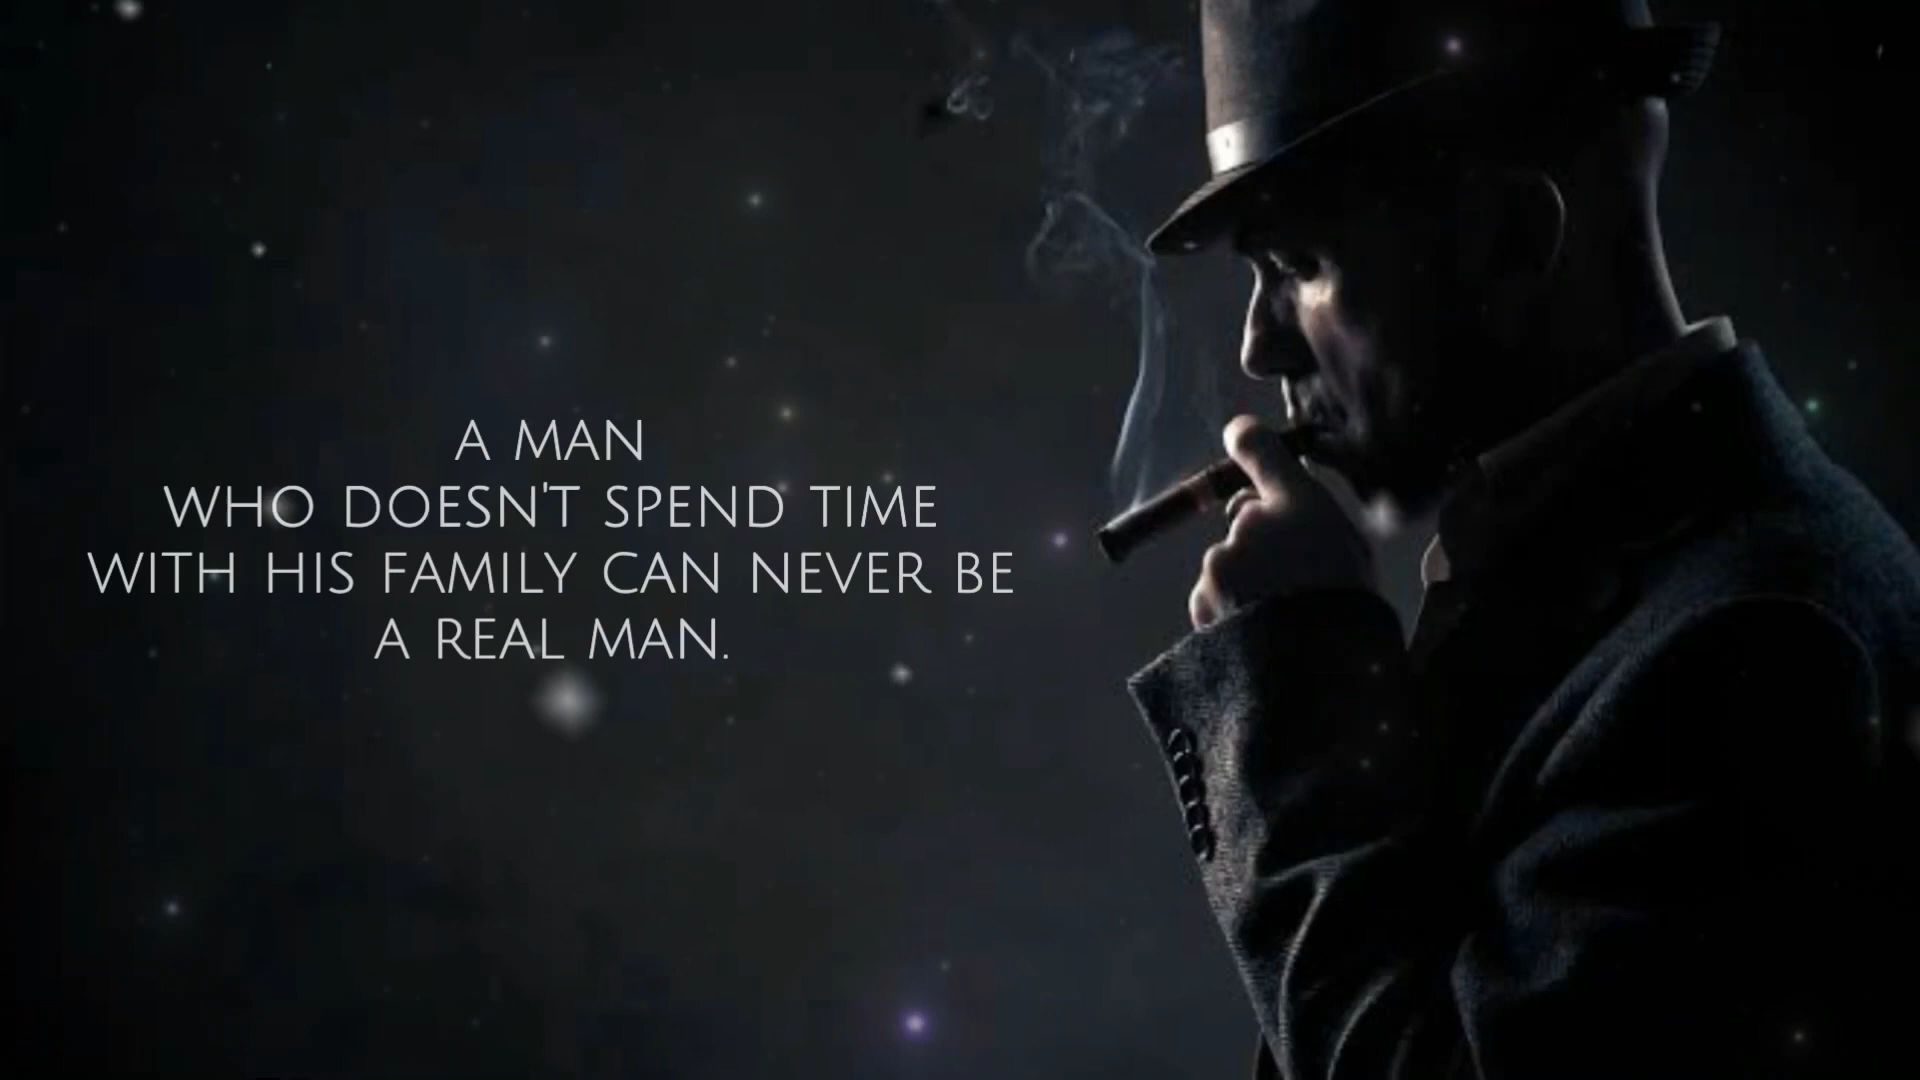 A MAN
WHO DOESN'T SPEND TIME
WITH HIS FAMILY CAN NEVER BE
A REAL MAN.